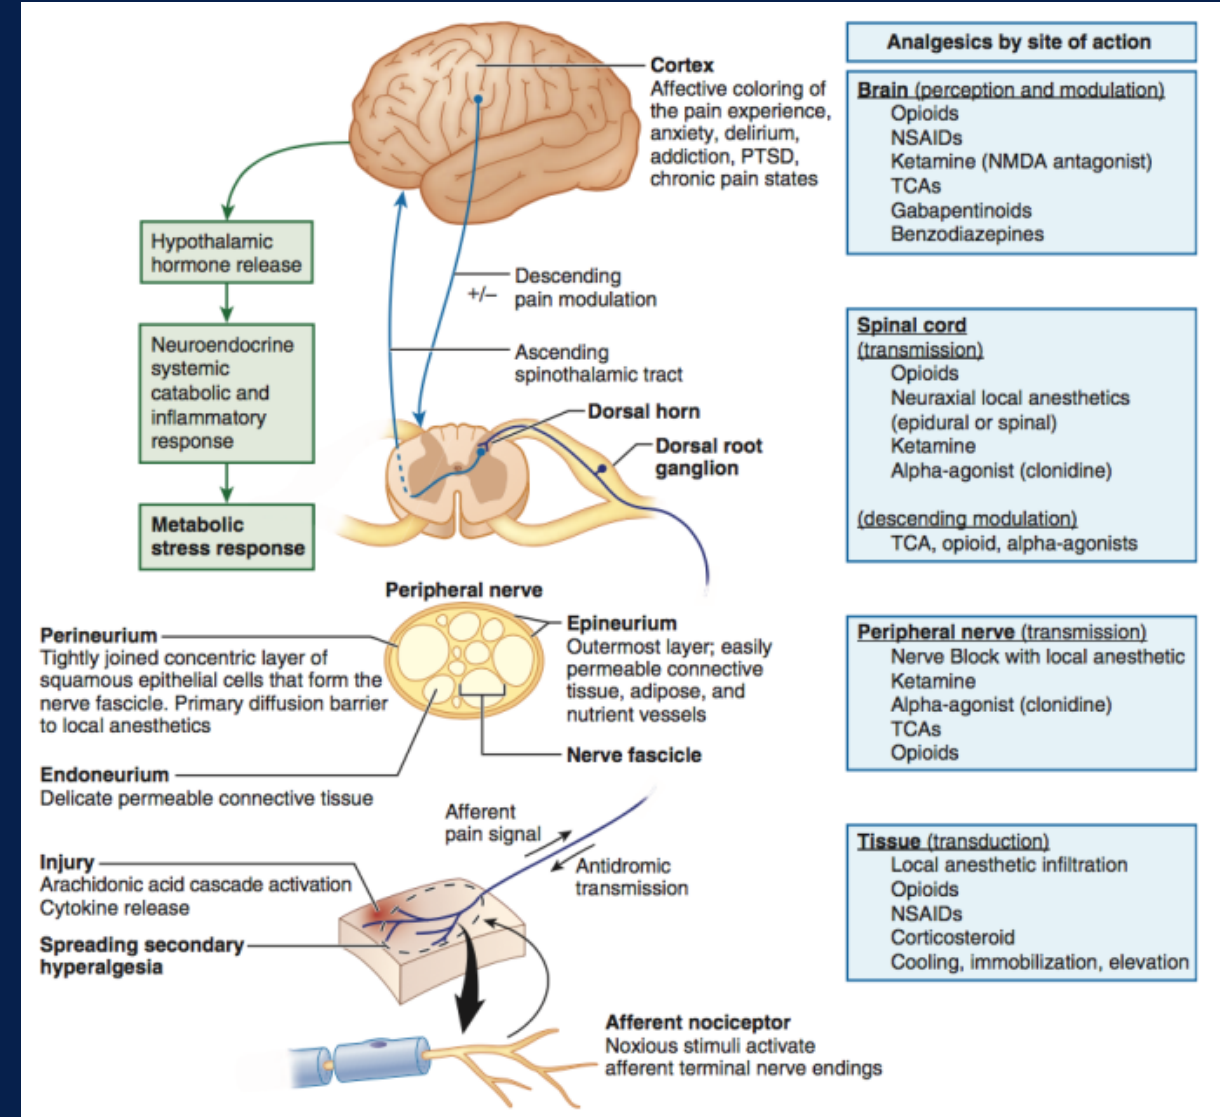 Cortex
Affective coloring of
the pain experience,
anxiety, delirium,
addiction, PTSD,
chronic pain states
Hypothalamic
hormone release
Neuroendocrine
systemic
catabolic and
inflammatory
response
Metabolic
stress response
+/–
Descending
pain modulation
Ascending
spinothalamic tract
Dorsal horn
Dorsal root
ganglion
Peripheral nerve
Perineurium
Tightly joined concentric layer of
squamous epithelial cells that form the
nerve fascicle. Primary diffusion barrier
to local anesthetics
Epineurium
Outermost layer; easily
permeable connective
tissue, adipose, and
nutrient vessels
Nerve fascicle
Endoneurium
Delicate permeable connective tissue
Afferent
pain signal
Antidromic
transmission
Injury
Arachidonic acid cascade activation
Cytokine release
Spreading secondary
hyperalgesia
Afferent nociceptor
Noxious stimuli activate
afferent terminal nerve endings
Analgesics by site of action
Brain (perception and modulation)
Opioids
NSAIDs
Ketamine (NMDA antagonist)
TCAs
Gabapentinoids
Benzodiazepines
Spinal cord
(transmission)
Opioids
Neuraxial local anesthetics
(epidural or spinal)
Ketamine
Alpha-agonist (clonidine)
(descending modulation)
TCA, opioid, alpha-agonists
Peripheral nerve (transmission)
Nerve Block with local anesthetic
Ketamine
Alpha-agonist (clonidine)
TCAs
Opioids
Tissue (transduction)
Local anesthetic infiltration
Opioids
NSAIDs
Corticosteroid
Cooling, immobilization, elevation